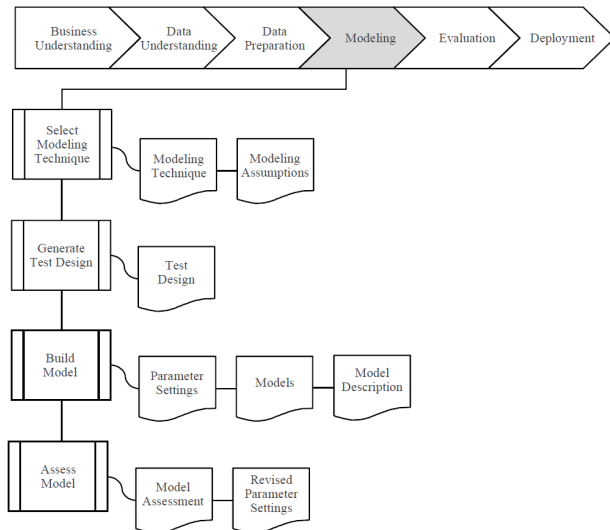 Business
Understanding
Data
Understanding
Data
Preparation
Modeling
Evaluation
Deployment
Select
Modeling
Technique
Modeling
Technique
Modeling
Assumptions
Generate
Test Design
Test
Design
Build
Model
Parameter
Settings
Models
Model
Description
Assess
Model
Model
Assessment
Revised
Parameter
Settings